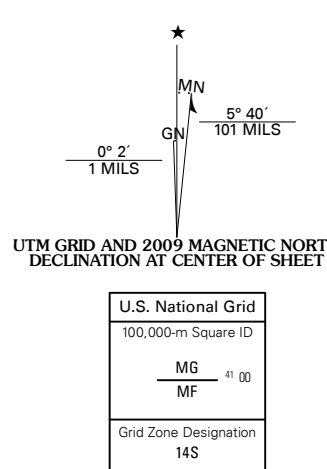 ★
MN
GN
5° 40´
101 MILS
0° 2´
1 MILS
UTM GRID AND 2009 MAGNETIC NORT
DECLINATION AT CENTER OF SHEET
U.S. National Grid
100,000-m Square ID
MG
41 00
MF
Grid Zone Designation
14S